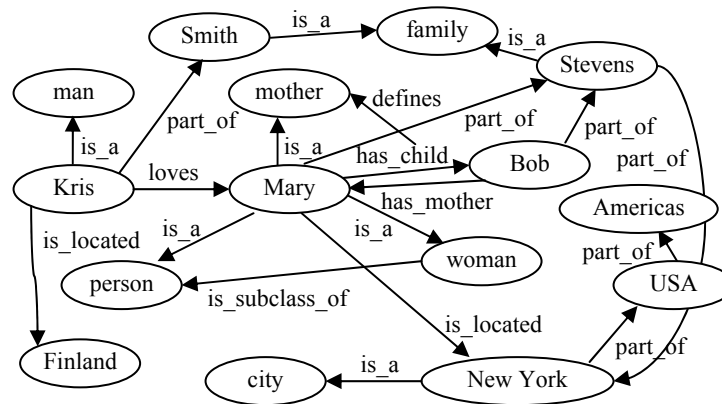 is_a
family
Smith
is_a
Stevens
man
mother
defines
part_of
part_of
part_of
is_a
is_a
has_child
part_of
loves
Bob
Kris
Mary
has_mother
Americas
is_located
is_a
is_a
part_of
woman
person
USA
is_subclass_of
is_located
Finland
part_of
is_a
city
New York